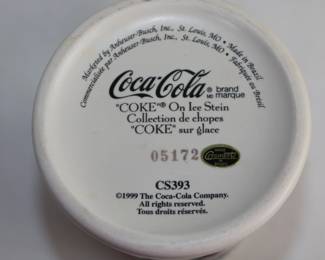 Marketed by Anheuser-Busch, Inc., St. Louis, MO • Made in Brazil
Commercialisée par Anheuser-Busch, Inc., St. Louis, MO • Fabriqué au Brésil
Coca-Cola ® brand
MD marque
"COKE"® On Ice Stein
Collection de chopes
"COKE" sur glace
05172
CS393
©1999 The Coca-Cola Company.
All rights reserved.
Tous droits réservés.